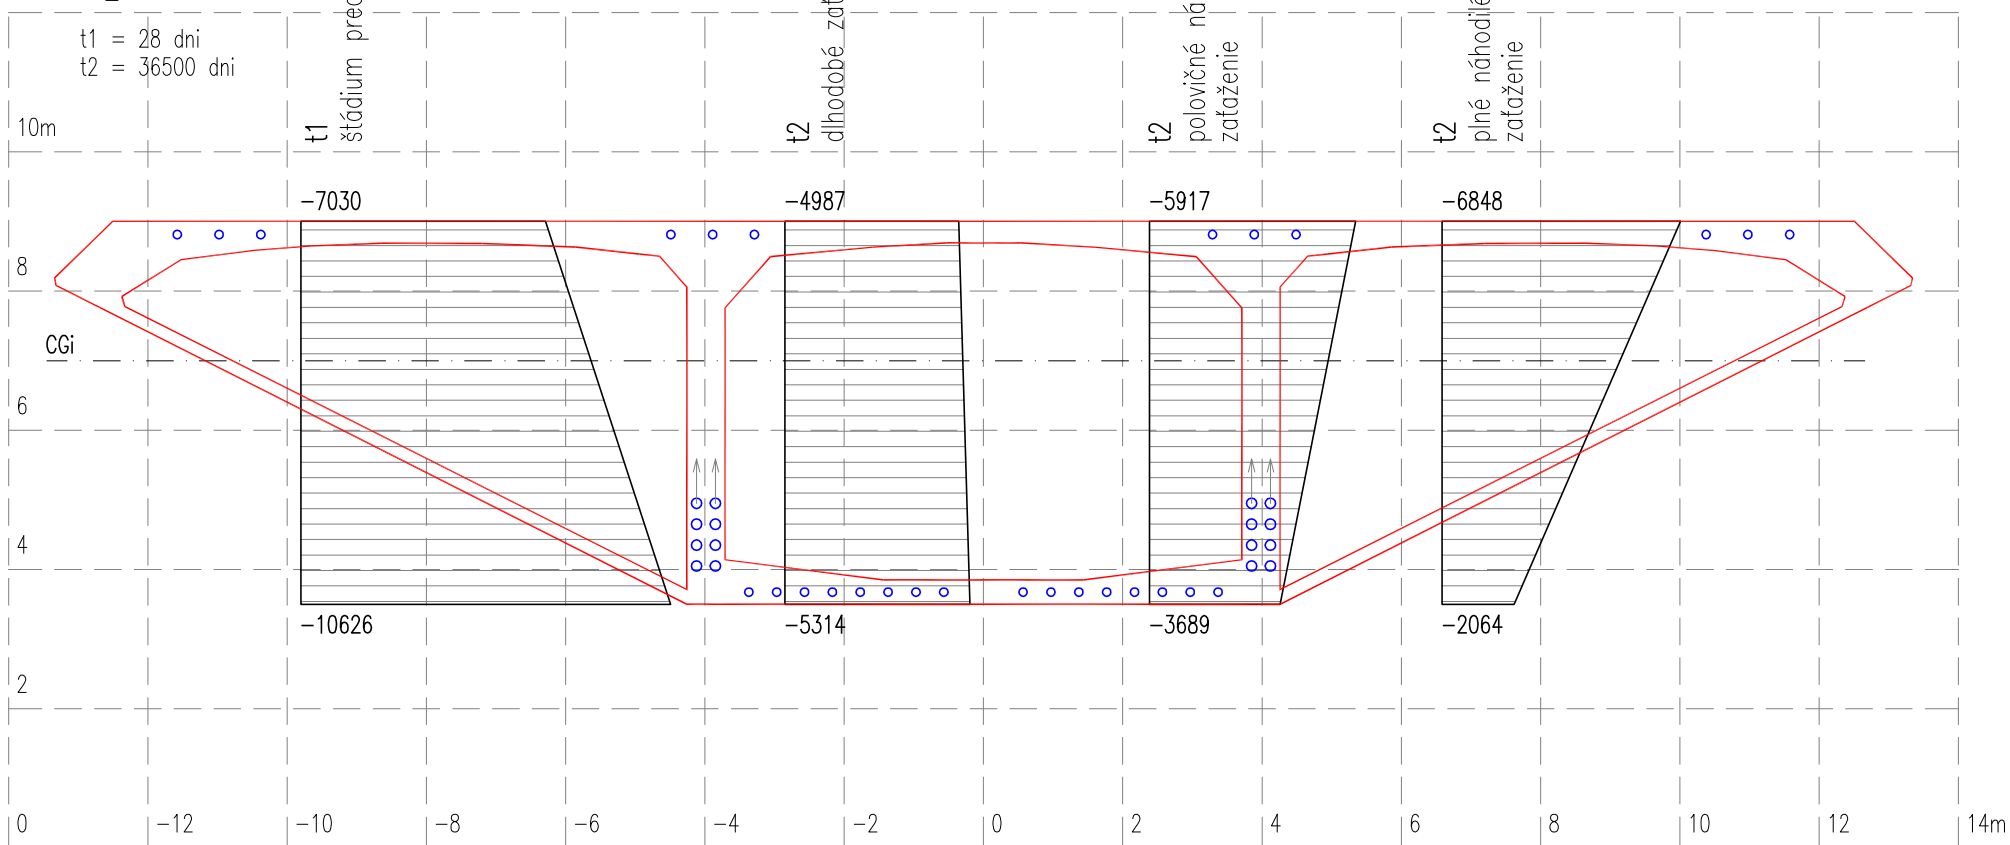 t1 = 28 dni
t2 = 36500 dni
10m
t1
štádium
t2
dlhodobé
t2
polovičné
zaťaženie
t2
plné náhodilé
zaťaženie
-7030
-4987
-5917
-6848
8
CGi
6
4
-10626
-5314
-3689
-2064
2
0
-12
-10
-8
-6
-4
-2
0
2
4
6
8
10
12
14m